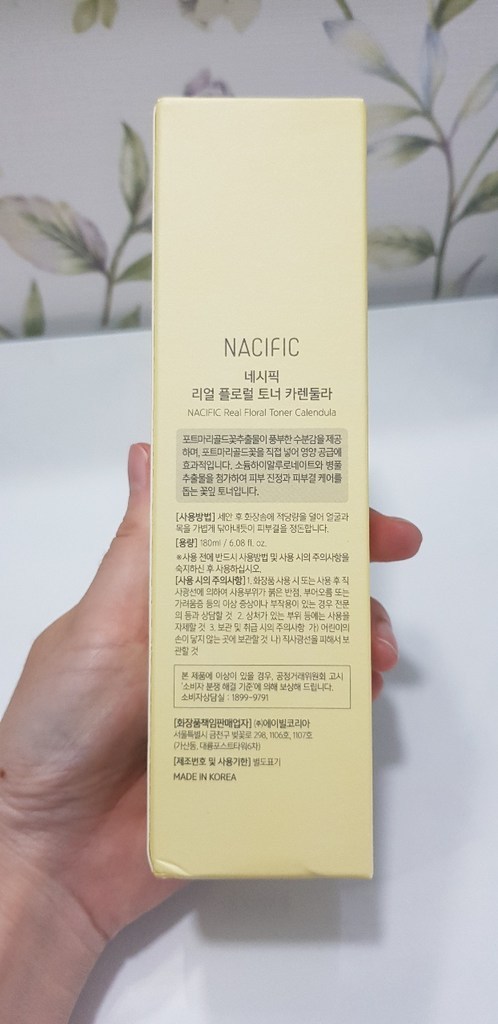 NACIFIC
네시픽
리얼 플로럴 토너 카렌둘라
NACIFIC Real Floral Toner Calendula
포트마리골드꽃추출물이 풍부한 수분감을 제공
하며, 포트마리골드꽃을 직접 넣어 영양 공급에
효과적입니다. 소듐하이알루로네이트와 병풀
추출물을 첨가하여 피부 진정과 피부결 케어를
돕는 꽃잎 토너입니다.
[사용방법] 세안 후 화장솜에 적당량을 덜어 얼굴과
목을 가볍게 닦아내듯이 피부결을 정돈합니다.
[용량] 180ml / 6.08 fl. oz.
※사용 전에 반드시 사용방법 및 사용 시의 주의사항을
숙지하신 후 사용하십시오.
[사용 시의 주의사항] 1. 화장품 사용 시 또는 사용 후 직
사광선에 의하여 사용부위가 붉은 반점, 부어오름 또는
가려움증 등의 이상 증상이나 부작용이 있는 경우 전문
의 등과 상담할 것 2. 상처가 있는 부위 등에는 사용을
자제할 것 3. 보관 및 취급 시의 주의사항 가) 어린이의
손이 닿지 않는 곳에 보관할 것 나) 직사광선을 피해서 보
관할 것
본 제품에 이상이 있을 경우, 공정거래위원회 고시
'소비자 분쟁 해결 기준'에 의해 보상해 드립니다.
소비자상담실 : 1899-9791
[화장품책임판매업자] ㈜에이빌코리아
서울특별시 금천구 벚꽃로 298, 1106호, 1107호
(가산동, 대륭포스트타워6차)
[제조번호 및 사용기한] 별도표기
MADE IN KOREA